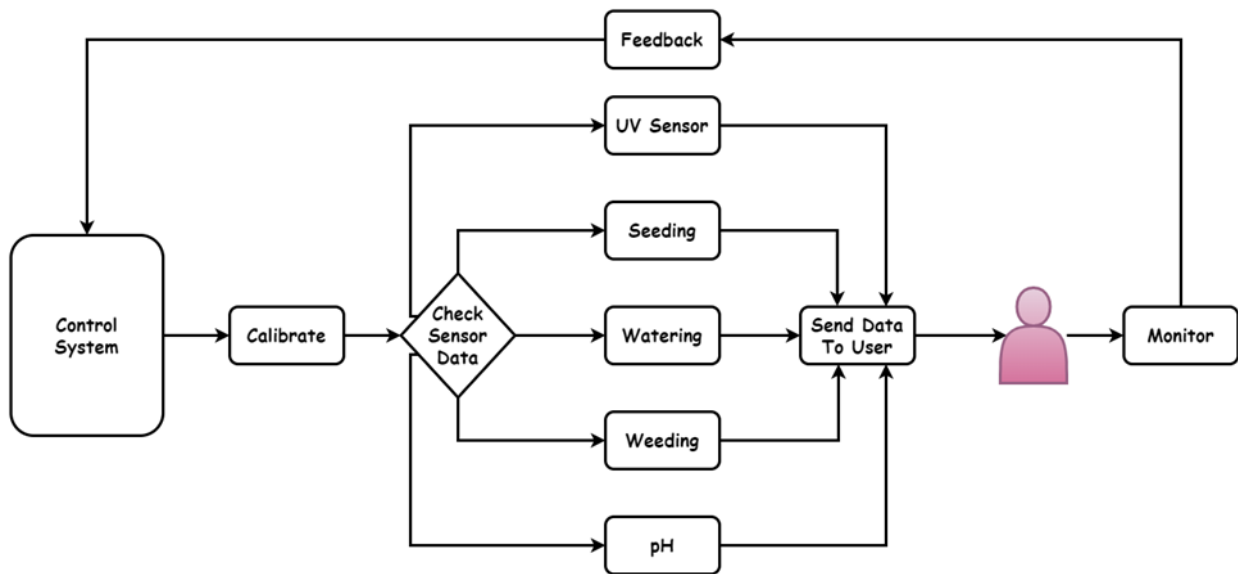 Feedback
UV Sensor
Seeding
Control
System
Calibrate
Check
Sensor
Data
Watering
Send Data
To User
Monitor
Weeding
pH